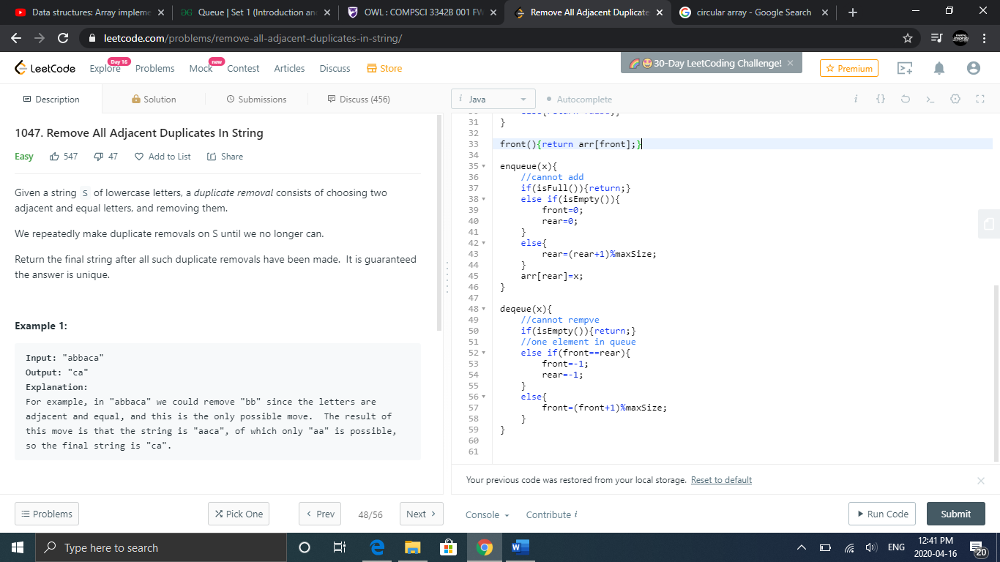 Data structures: Array impleme
Queue | Set 1 (Introduction an
OWL : COMPSCI 3342B 001 FW
Remove All Adjacent Duplicate
circular array - Google Search
leetcode.com/problems/remove-all-adjacent-duplicates-in-string/
LeetCode
Explore
Day 16
Problems
Mock
new
Contest
Articles
Discuss
Store
30-Day LeetCoding Challenge!
Premium
Description
Solution
Submissions
Discuss (456)
i Java
Autocomplete
1047. Remove All Adjacent Duplicates In String
Easy
547
47
Add to List
Share
Given a string S of lowercase letters, a duplicate removal consists of choosing two
adjacent and equal letters, and removing them.
We repeatedly make duplicate removals on S until we no longer can.
Return the final string after all such duplicate removals have been made. It is guaranteed
the answer is unique.
Example 1:
Input: "abbaca"
Output: "ca"
Explanation:
For example, in "abbaca" we could remove "bb" since the letters are
adjacent and equal, and this is the only possible move. The result of
this move is that the string is "aaca", of which only "aa" is possible,
so the final string is "ca".
31 }
32
33 front(){return arr[front];}
34
35 enqueue(x){
36 //cannot add
37 if(isFull()){return;}
38 else if(isEmpty()){
39 front=0;
40 rear=0;
41 }
42 else{
43 rear=(rear+1)%maxSize;
44 }
45 arr[rear]=x;
46 }
47
48 deqeue(x){
49 //cannot rempve
50 if(isEmpty()){return;}
51 //one element in queue
52 else if(front==rear){
53 front=-1;
54 rear=-1;
55 }
56 else{
57 front=(front+1)%maxSize;
58 }
59 }
60
61
Your previous code was restored from your local storage. Reset to default
Problems
Pick One
Prev
48/56
Next
Console
Contribute i
Run Code
Submit
Type here to search
ENG
12:41 PM
2020-04-16
20